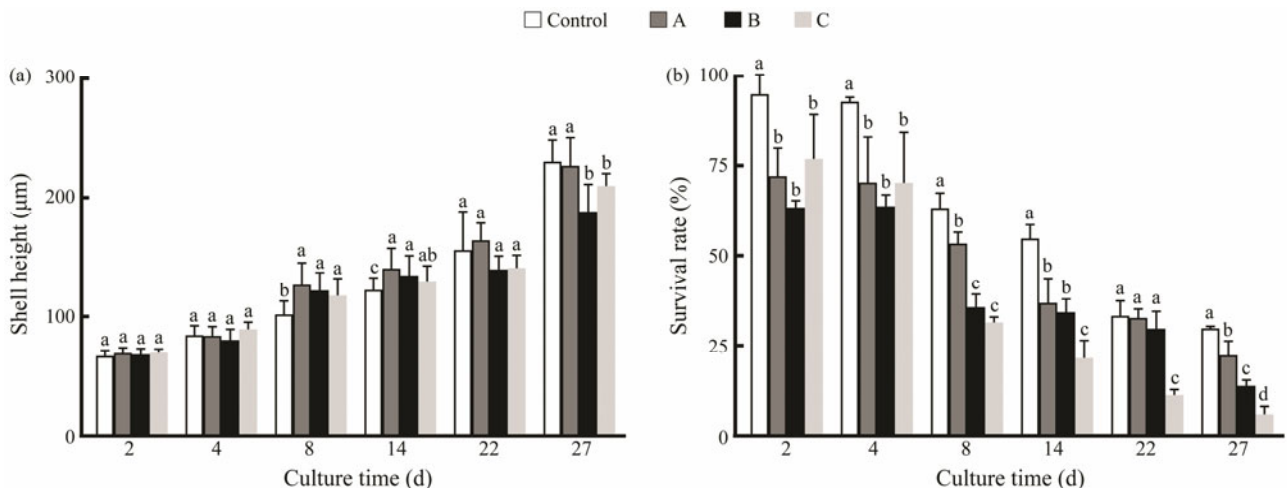 Control A B C
(a)
300
200
100
0
Shell height (μm)
a a a a
a a a a
b a a a
c a a ab
a a a a
a a b b
2 4 8 14 22 27
Culture time (d)
(b)
100
75
50
25
0
Survival rate (%)
a b b b
a b b b
a b c c
a b b c
a a a c
a b c d
2 4 8 14 22 27
Culture time (d)